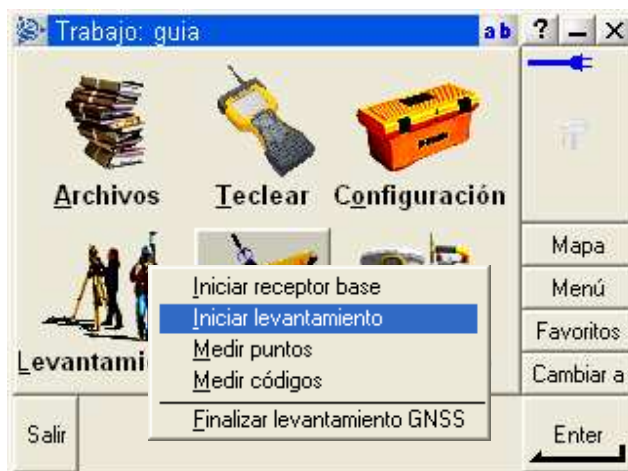 Trabajo: guia
ab
?
Archivos
Teclear
Configuración
Mapa
Menú
Favoritos
Cambiar a
Iniciar receptor base
Iniciar levantamiento
Medir puntos
Medir códigos
Finalizar levantamiento GNSS
Levantami
Salir
Enter